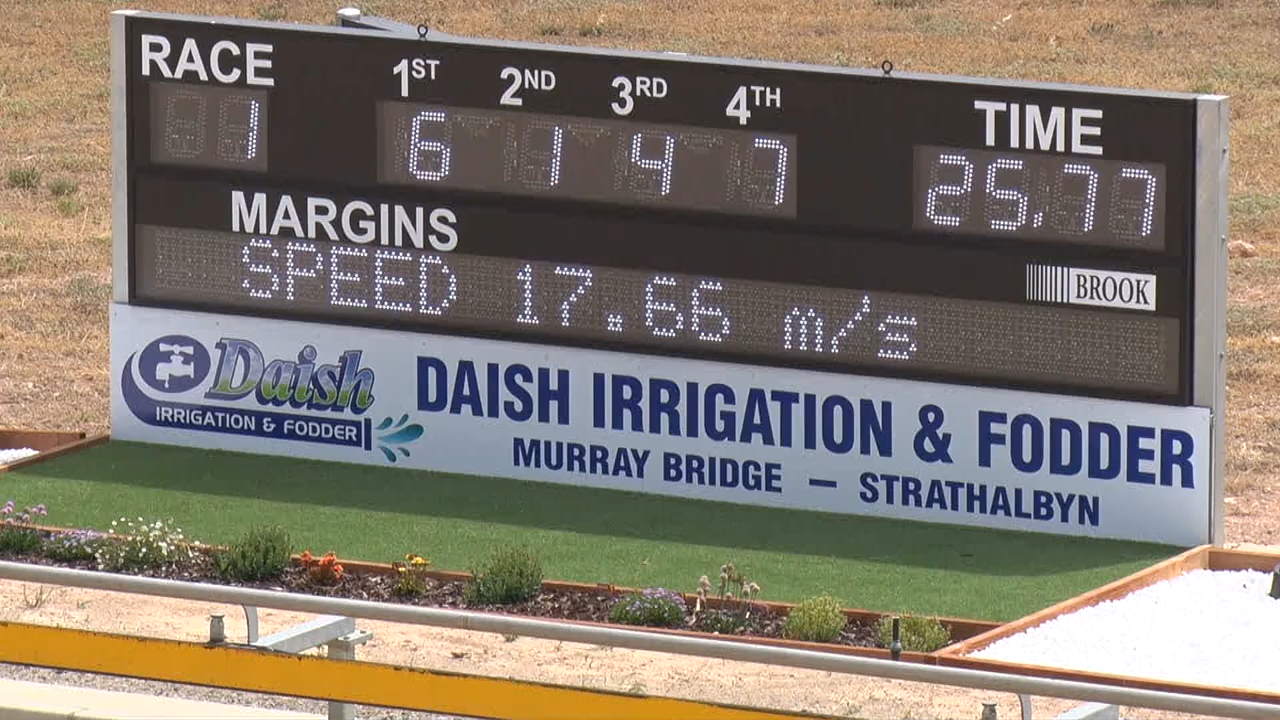 RACE 1ST 2ND 3RD 4TH TIME
1 6 1 4 7 25.77
MARGINS
SPEED 17.66 m/s
BROOK
Daish
IRRIGATION & FODDER
DAISH IRRIGATION & FODDER
MURRAY BRIDGE – STRATHALBYN